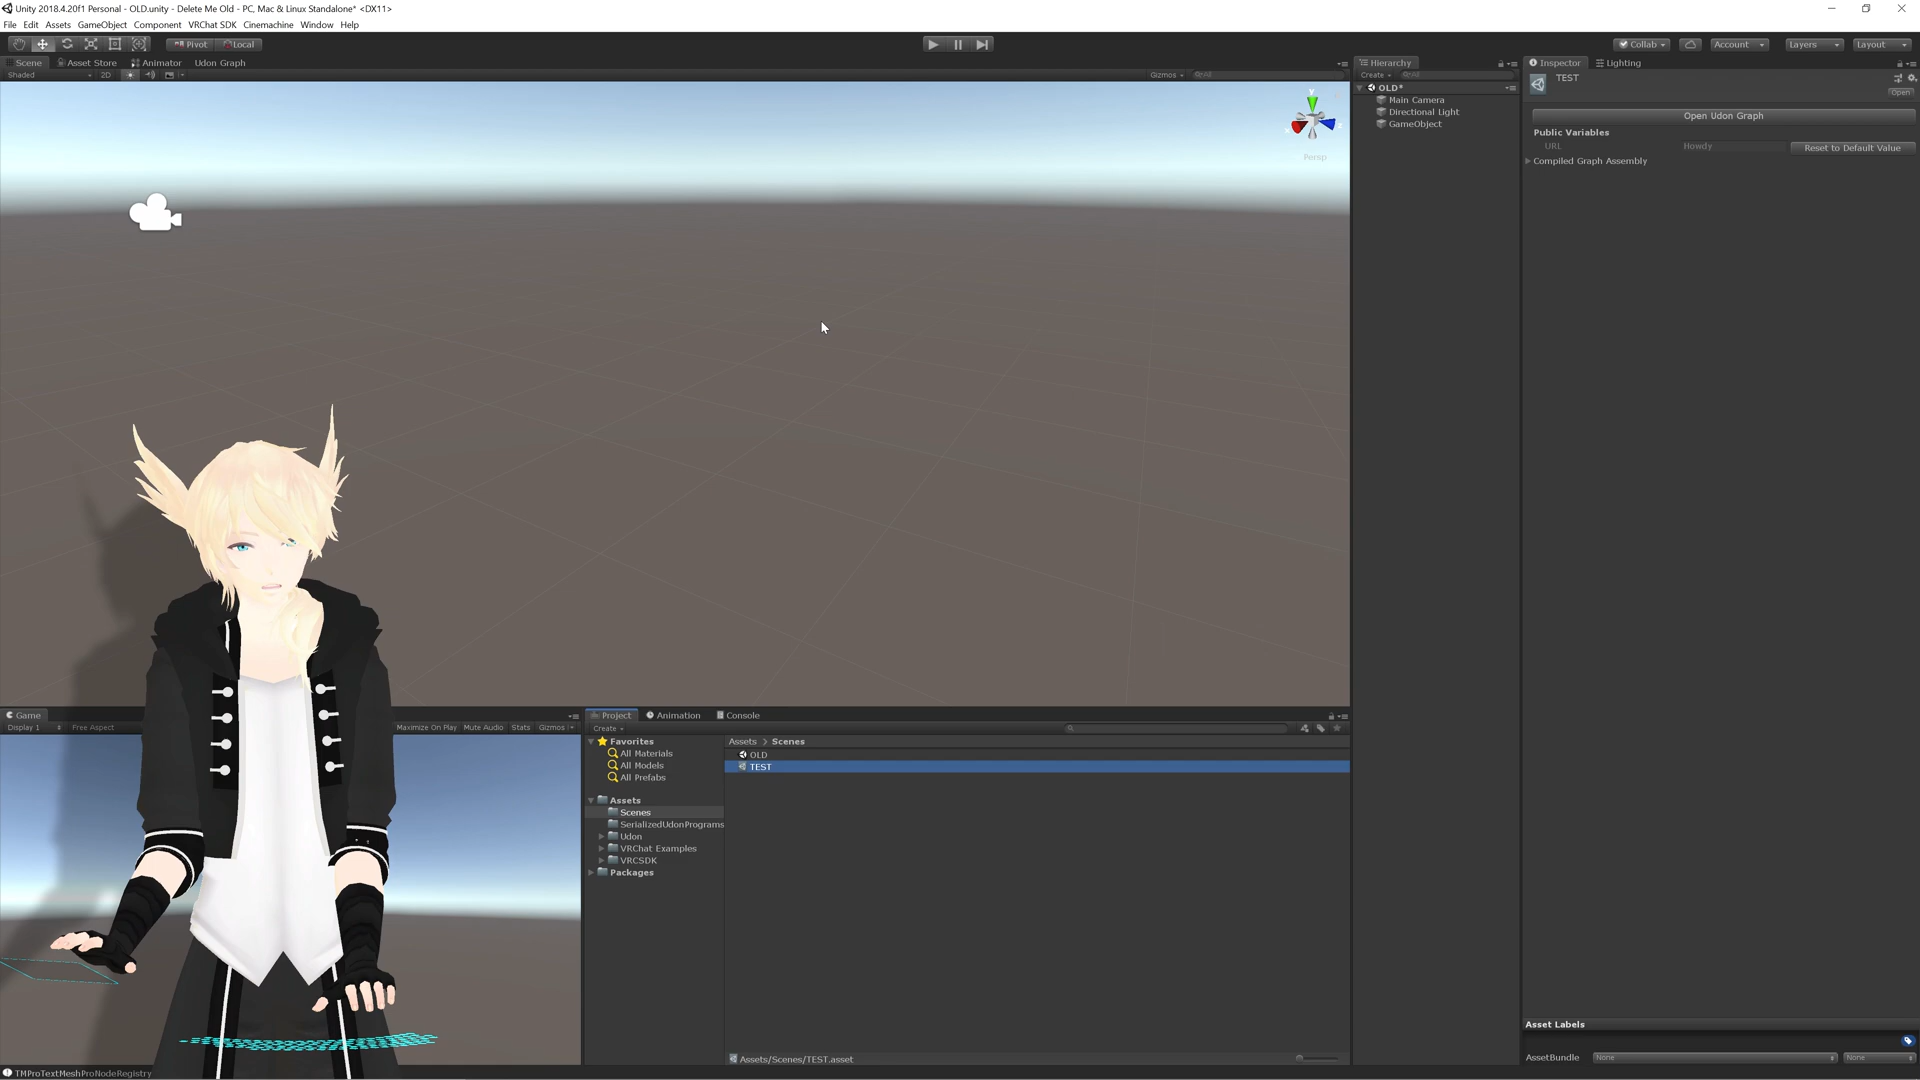 Unity 2018.4.20f1 Personal - OLD.unity - Delete Me Old - PC, Mac & Linux Standalone* <DX11>
File Edit Assets GameObject Component VRChat SDK Cinemachine Window Help
Pivot Local
Collab Account Layers Layout
Scene Asset Store Animator Udon Graph
Shaded 2D
Gizmos All
y
Persp
Hierarchy
Create All
OLD*
Main Camera
Directional Light
GameObject
Inspector Lighting
TEST
Open
Open Udon Graph
Public Variables
URL Howdy Reset to Default Value
Compiled Graph Assembly
Game
Display 1 Free Aspect Maximize On Play Mute Audio Stats Gizmos
Project Animation Console
Create
Favorites
All Materials
All Models
All Prefabs
Assets
Scenes
SerializedUdonPrograms
Udon
VRChat Examples
VRCSDK
Packages
Assets > Scenes
OLD
TEST
Assets/Scenes/TEST.asset
Asset Labels
AssetBundle None None
TMProTextMeshProNodeRegistry